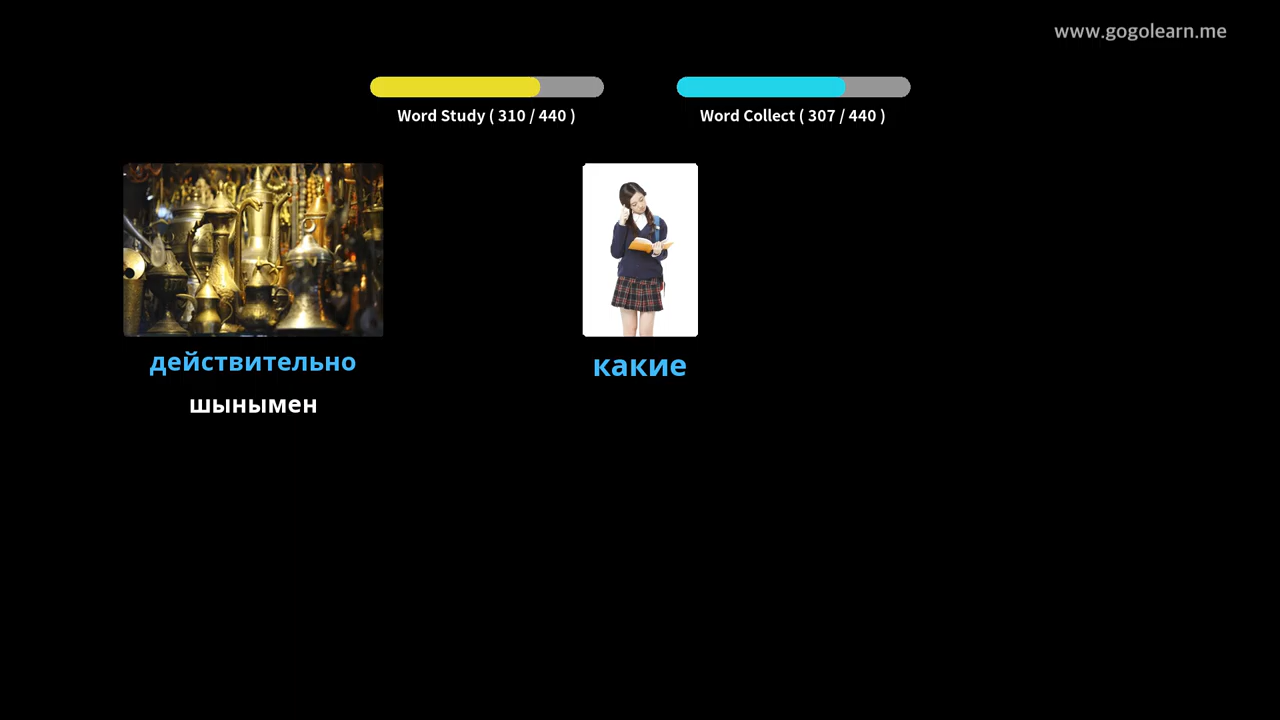 www.gogolearn.me
Word Study ( 310 / 440 )
Word Collect ( 307 / 440 )
действительно
какие
шынымен